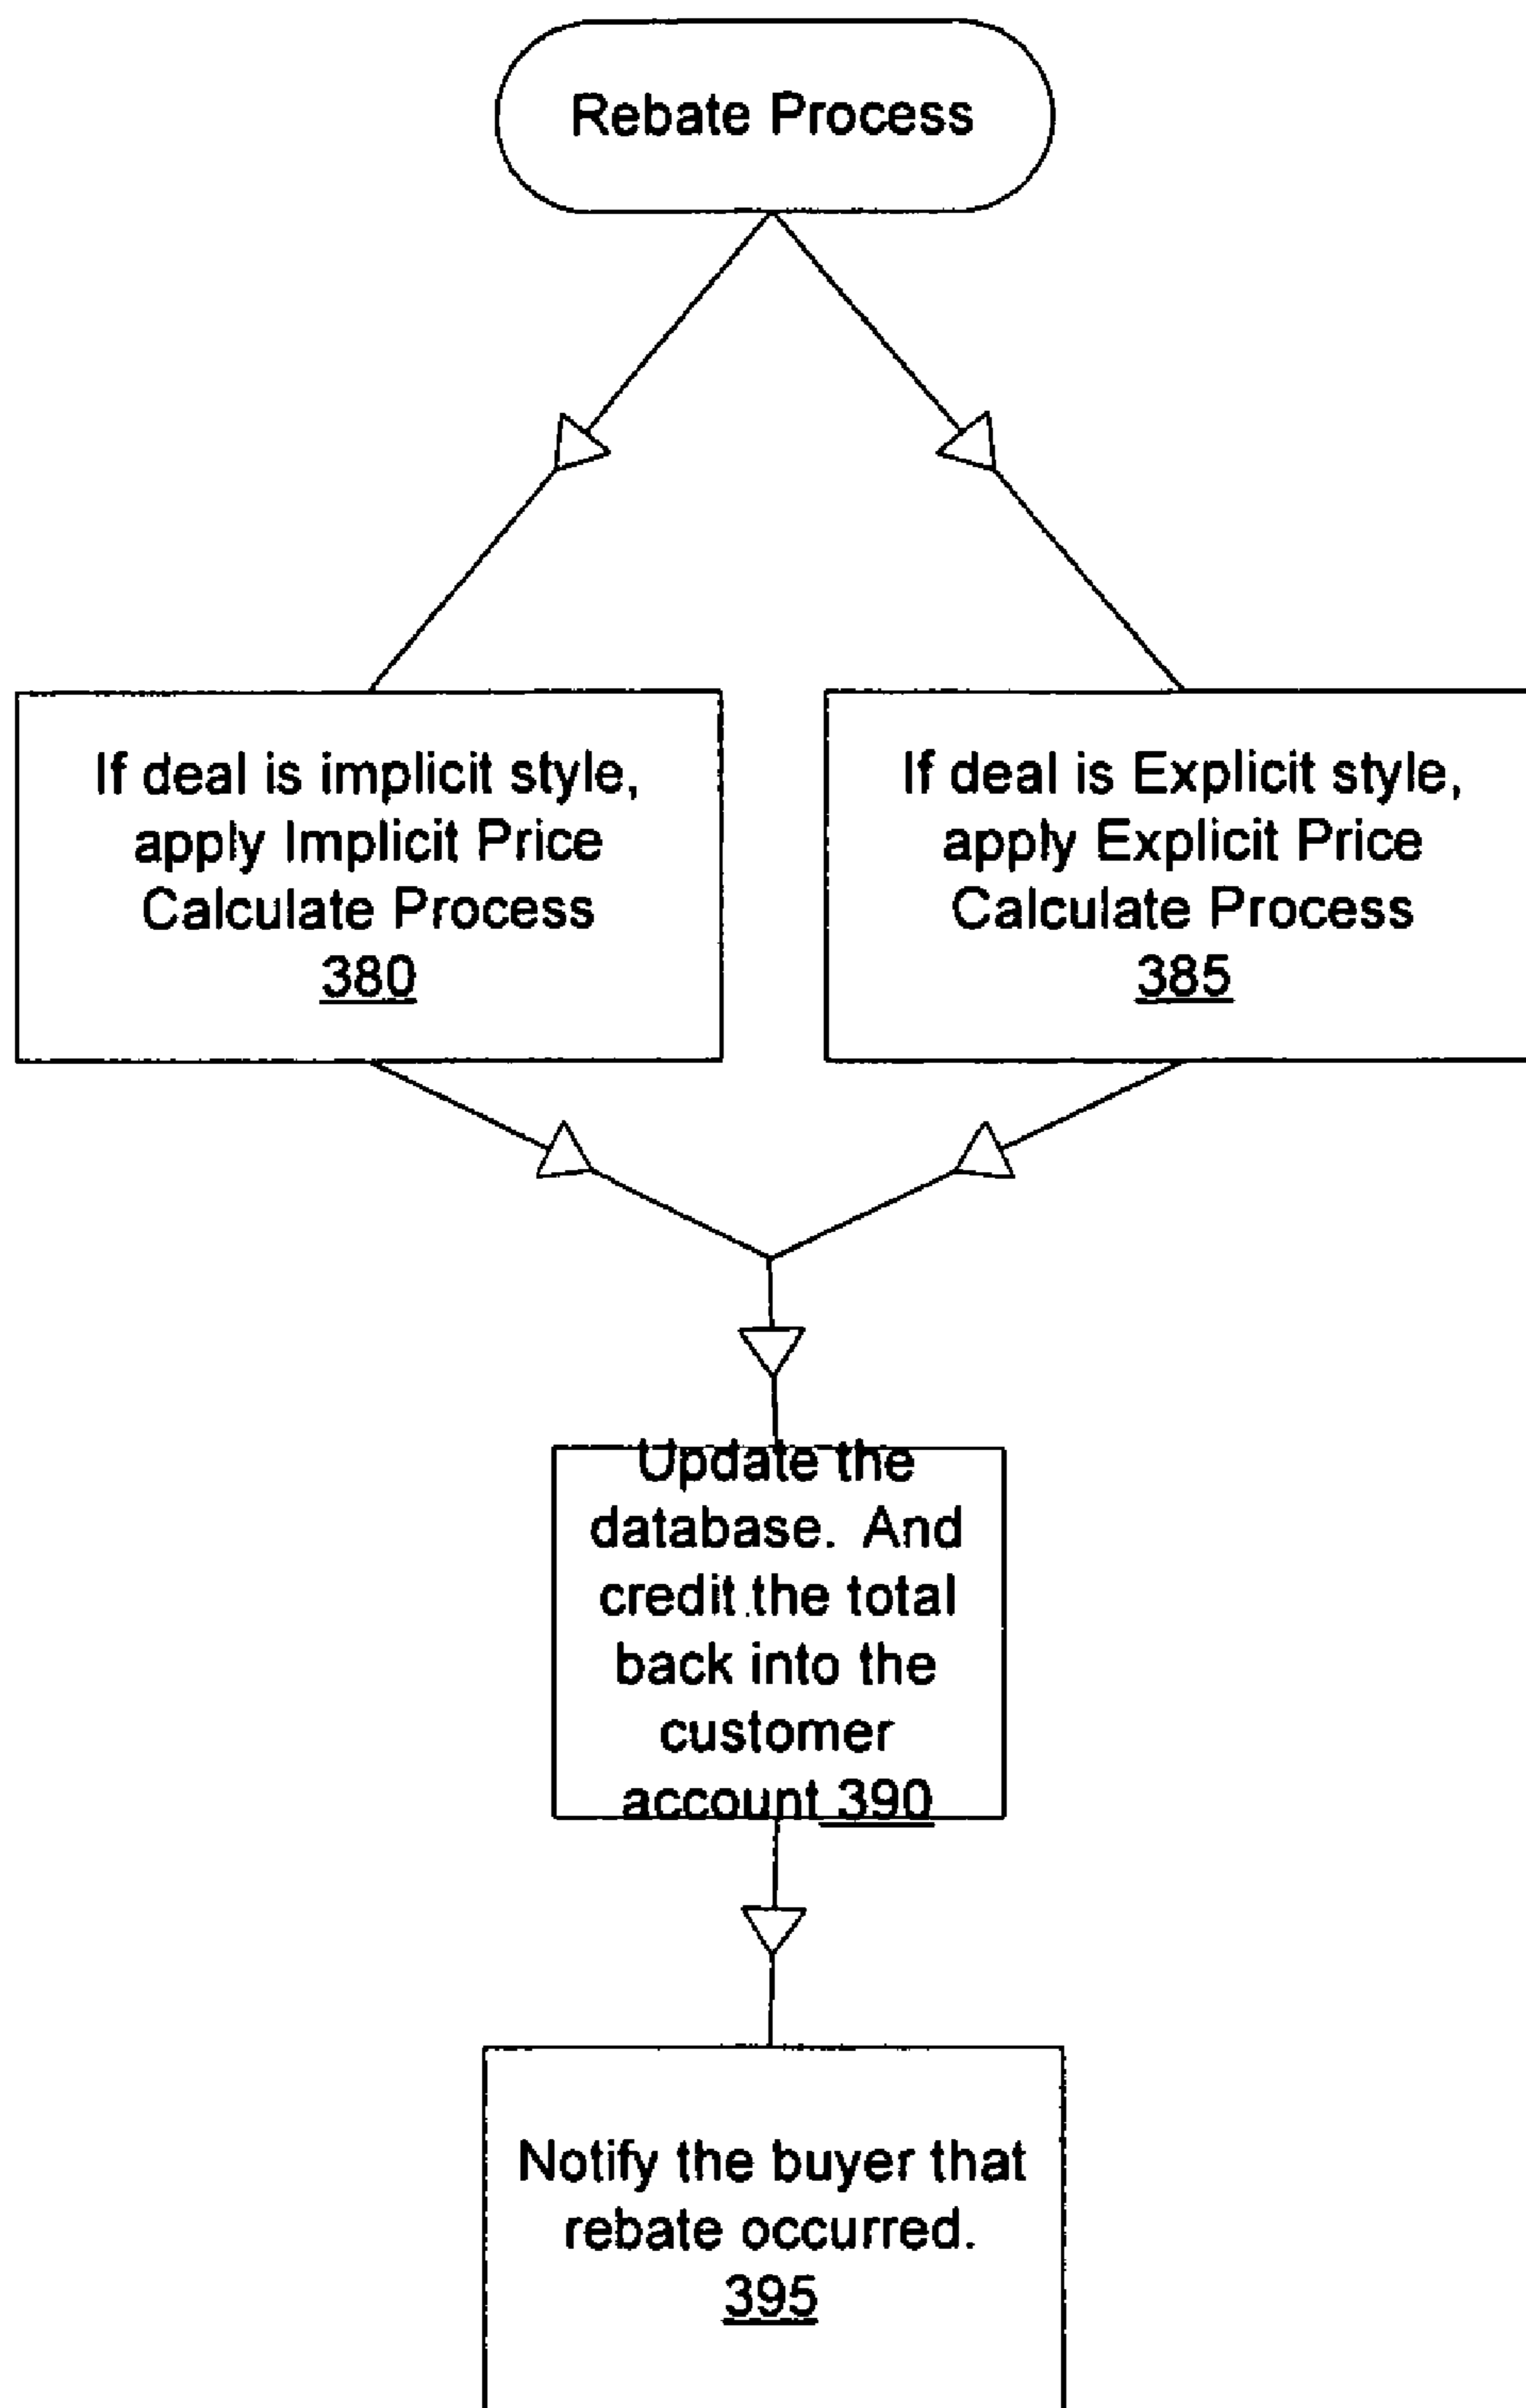 Rebate Process
If deal is implicit style,
apply Implicit Price
Calculate Process
380
If deal is Explicit style,
apply Explicit Price
Calculate Process
385
Update the
database. And
credit the total
back into the
customer
account 390
Notify the buyer that
rebate occurred.
395